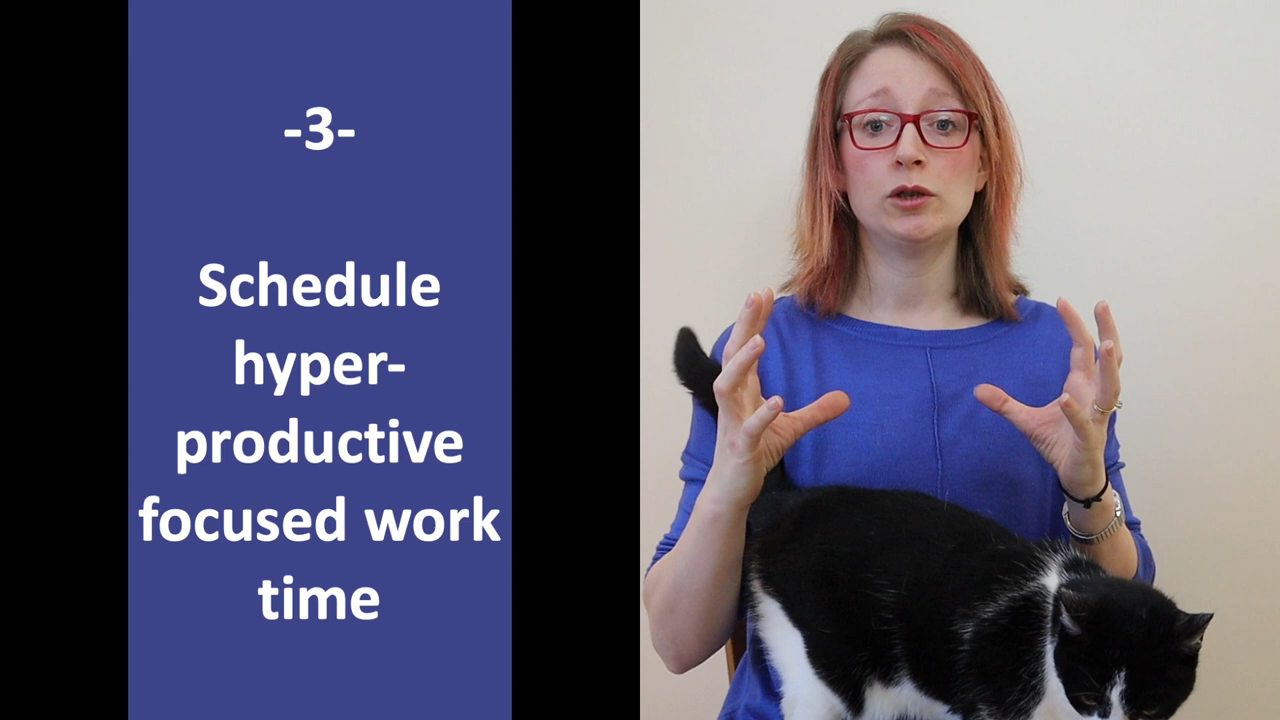 -3-
Schedule
hyper-
productive
focused work
time